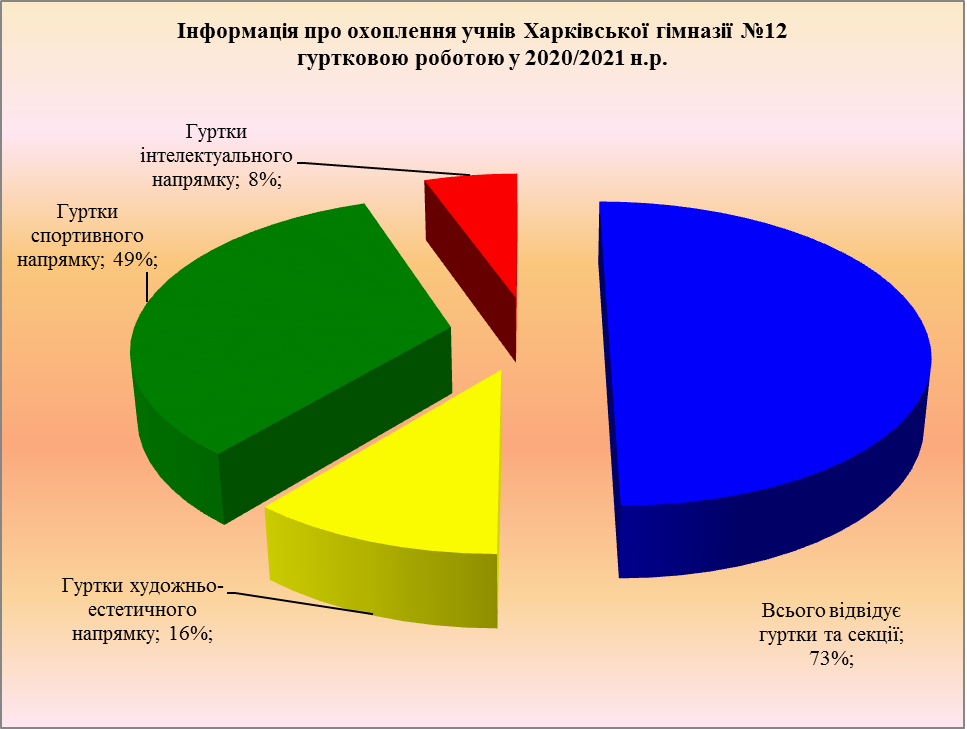 Інформація про охоплення учнів Харківської гімназії №12
гуртковою роботою у 2020/2021 н.р.
Гуртки
інтелектуального
напрямку; 8%;
Гуртки
спортивного
напрямку; 49%;
Гуртки художньо-
естетичного
напрямку; 16%;
Всього відвідує
гуртки та секції;
73%;